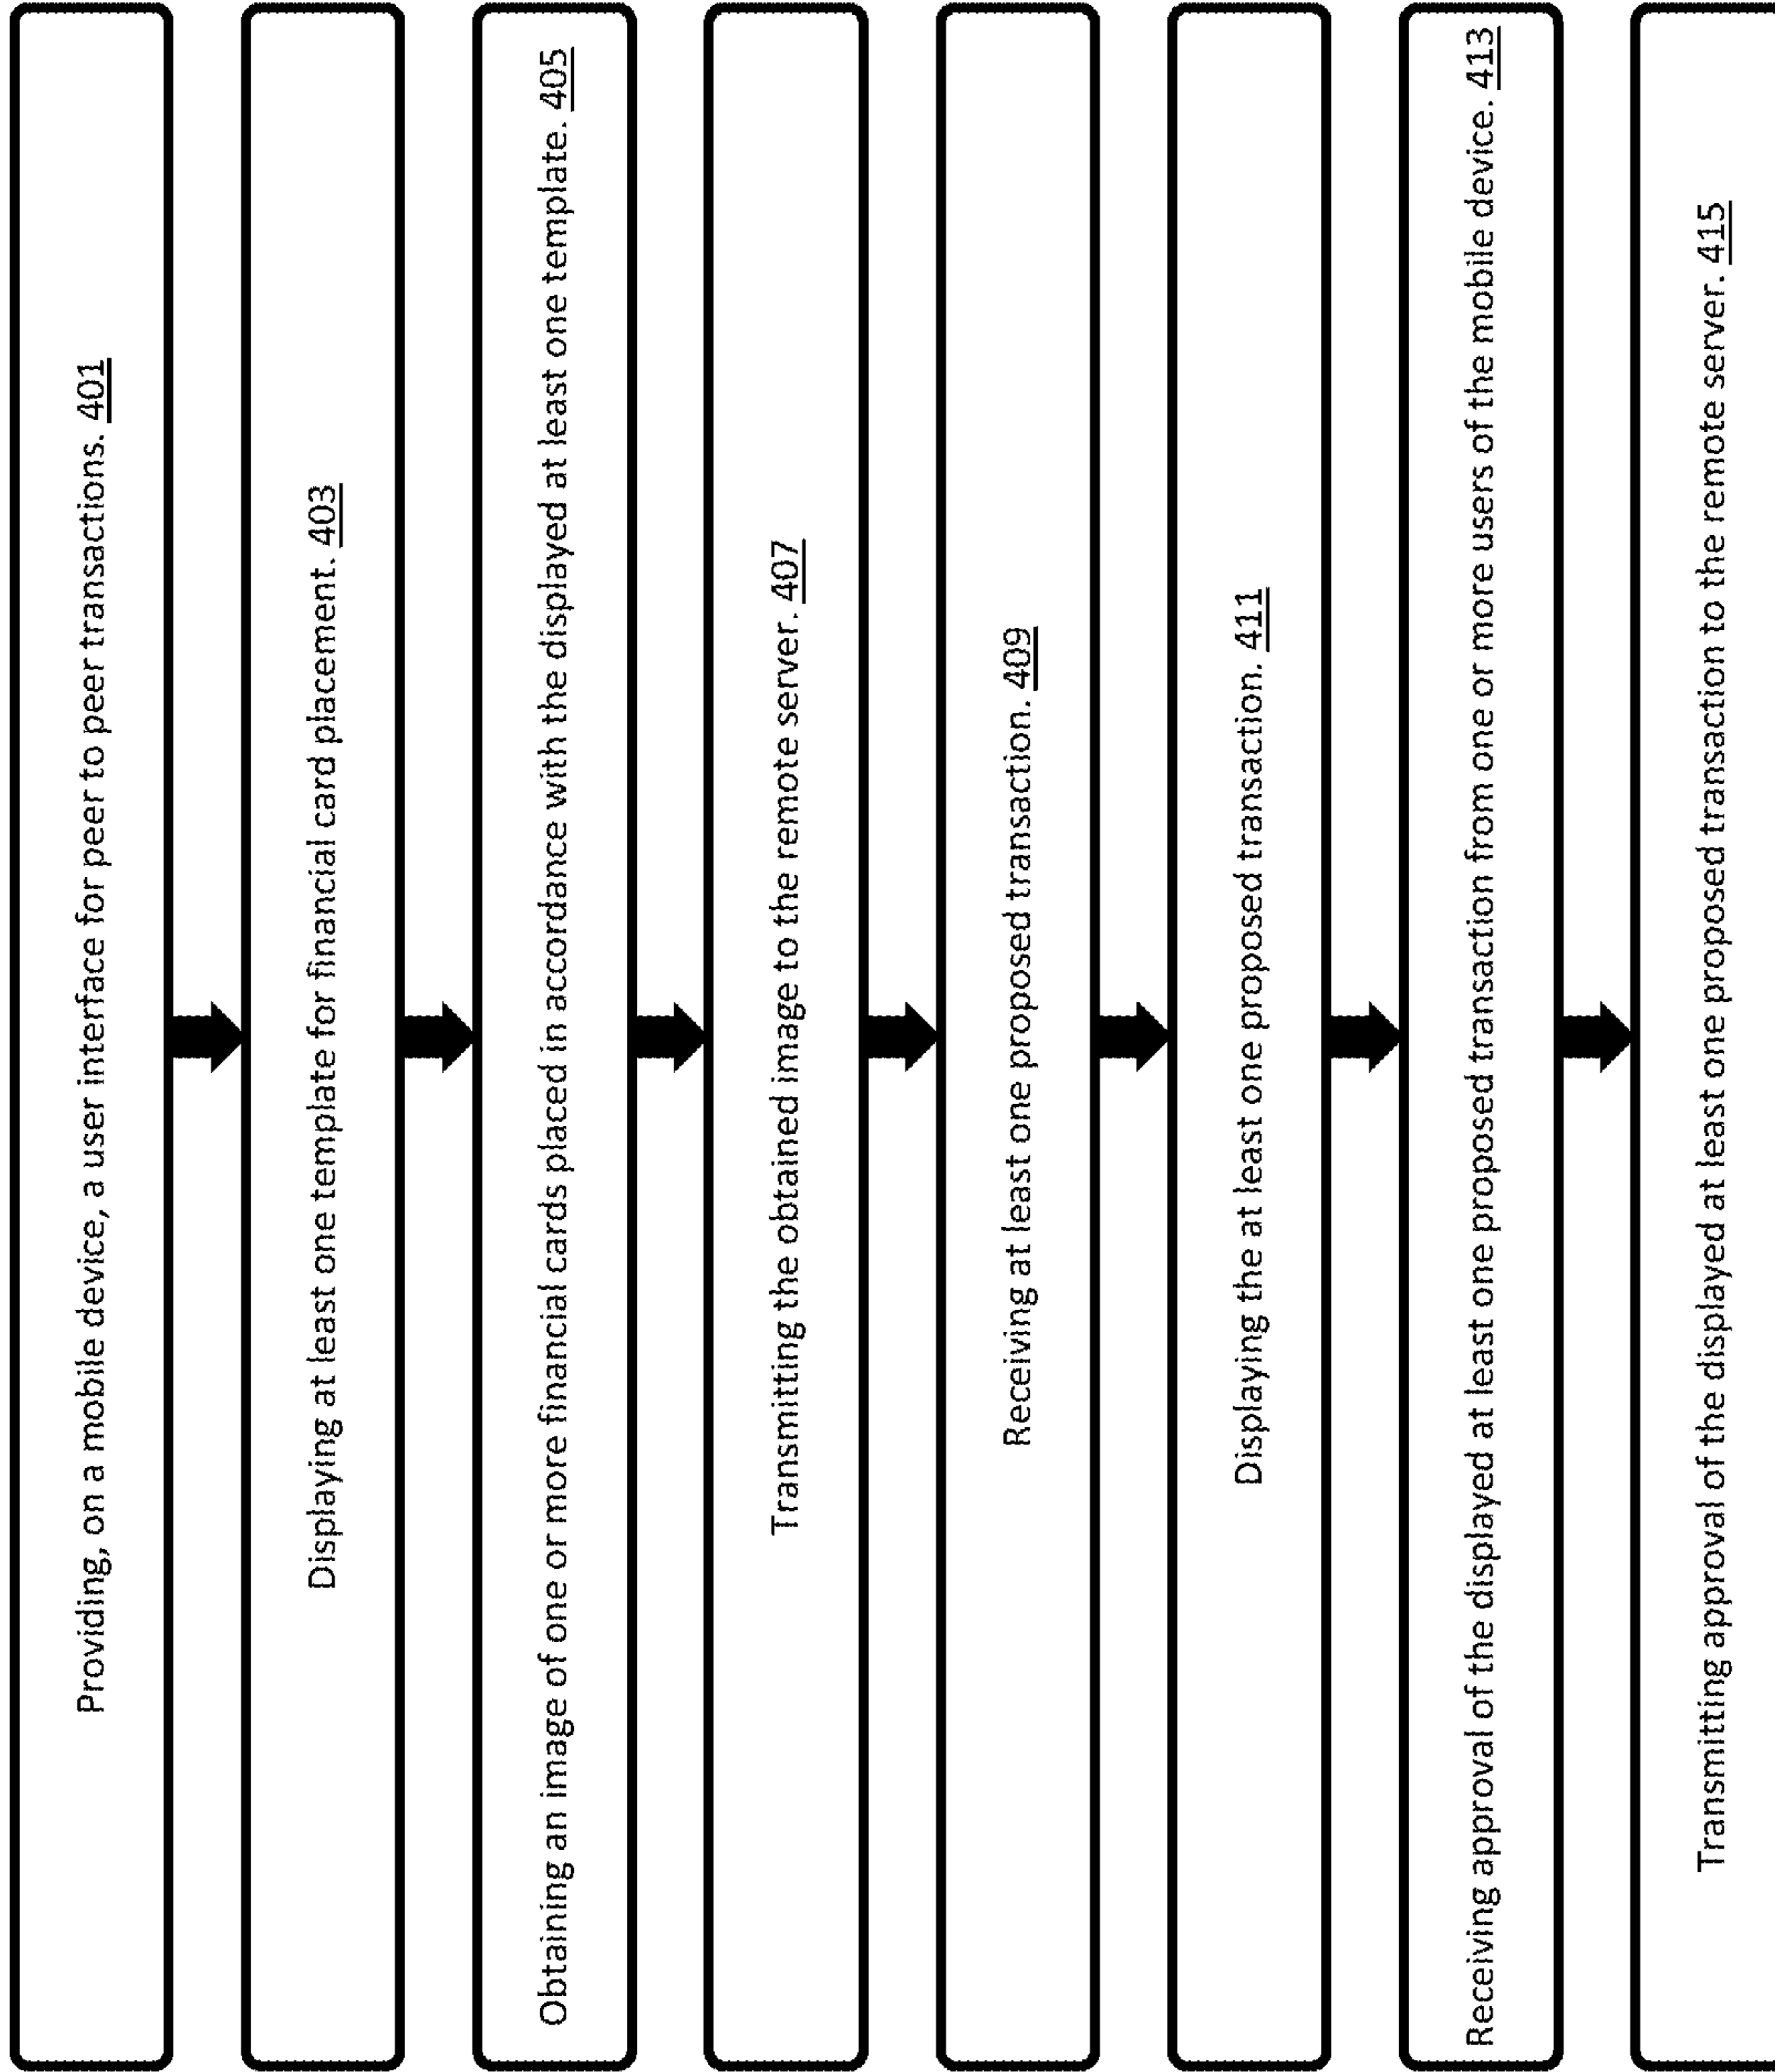 Providing, on a mobile device, a user interface for peer to peer transactions. 401
Displaying at least one template for financial card placement. 403
Obtaining an image of one or more financial cards placed in accordance with the displayed at least one template. 405
Transmitting the obtained image to the remote server. 407
Receiving at least one proposed transaction. 409
Displaying the at least one proposed transaction. 411
Receiving approval of the displayed at least one proposed transaction from one or more users of the mobile device. 413
Transmitting approval of the displayed at least one proposed transaction to the remote server. 415